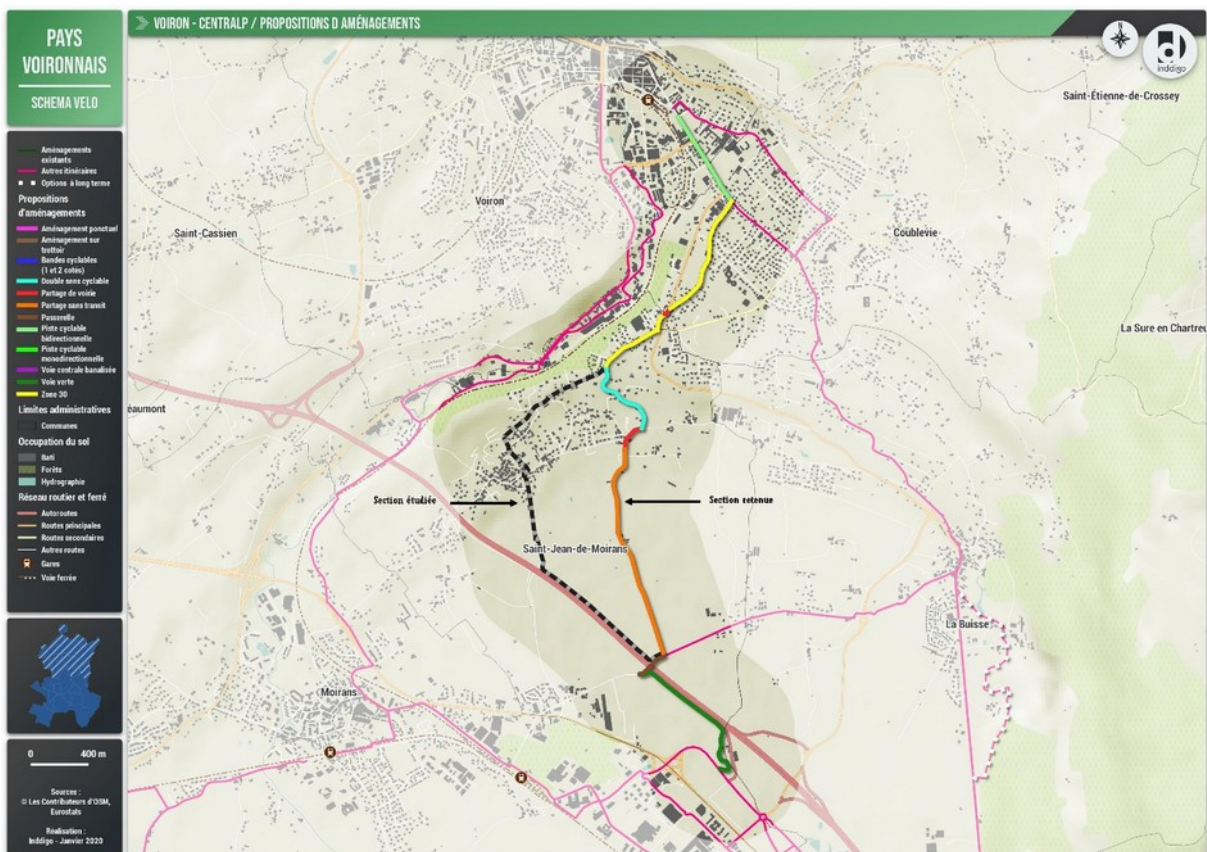 PAYS
VOIRONNAIS
SCHEMA VELO
VOIRON - CENTRALP / PROPOSITIONS D AMÉNAGEMENTS
inddigo
Aménagements
existants
Autres itinéraires
Options à long terme
Propositions
d'aménagements
Aménagement ponctuel
Aménagement sur
trottoir
Bandes cyclables
(1 et 2 cotés)
Double sens cyclable
Partage de voirie
Partage sans transit
Passerelle
Piste cyclable
bidirectionnelle
Piste cyclable
monodirectionnelle
Voie centrale banalisée
Voie verte
Zone 30
Limites administratives
Communes
Occupation du sol
Bati
Forêts
Hydrographie
Réseau routier et ferré
Autoroutes
Routes principales
Routes secondaires
Autres routes
Gares
Voie ferrée
0 400 m
Sources :
© Les Contributeurs d'OSM,
Eurostats
Réalisation :
Inddigo - Janvier 2020
Saint-Étienne-de-Crossey
Voiron
Saint-Cassien
Coublevie
La Sure en Chartreu
éaumont
Section étudiée
Section retenue
Saint-Jean-de-Moirans
La Buisse
Moirans